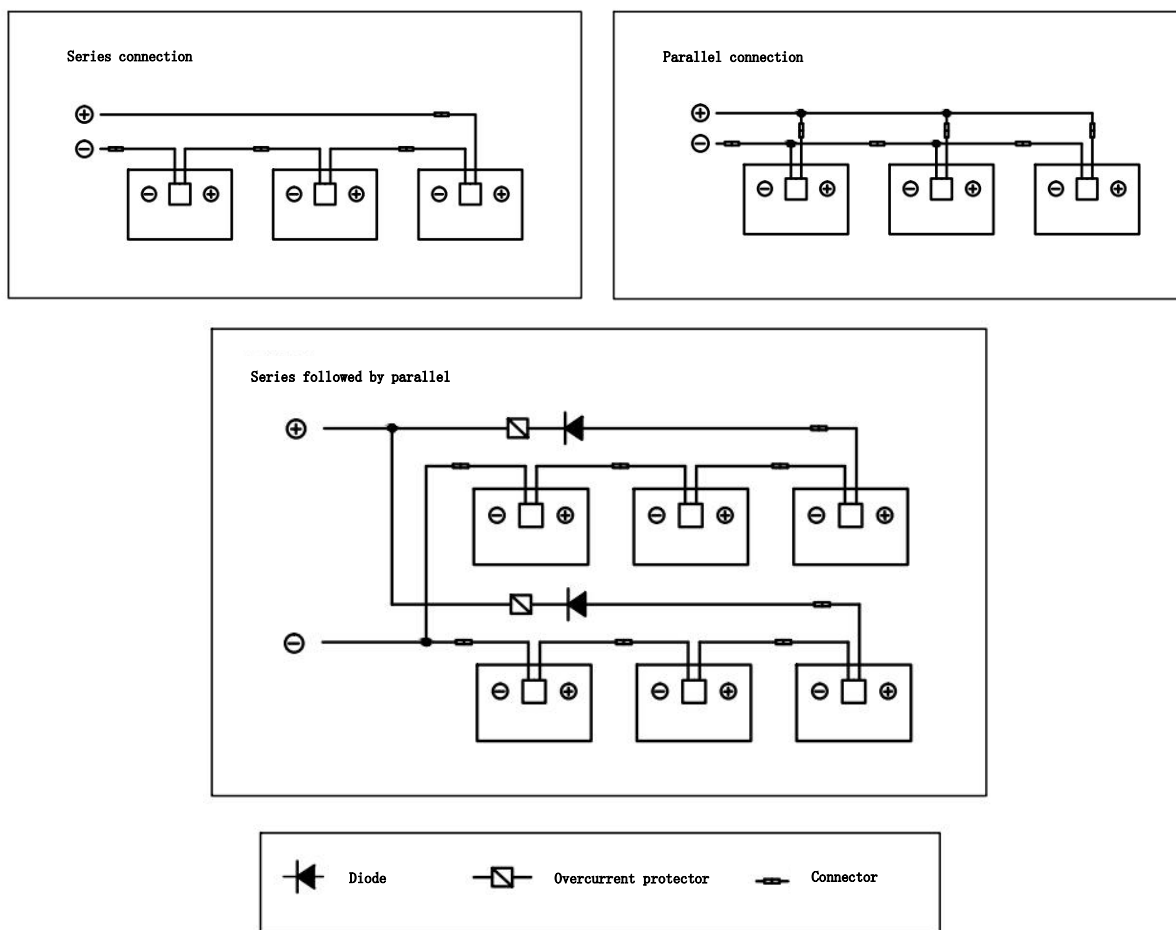 Series connection
Parallel connection
Series followed by parallel
Diode
Overcurrent protector
Connector